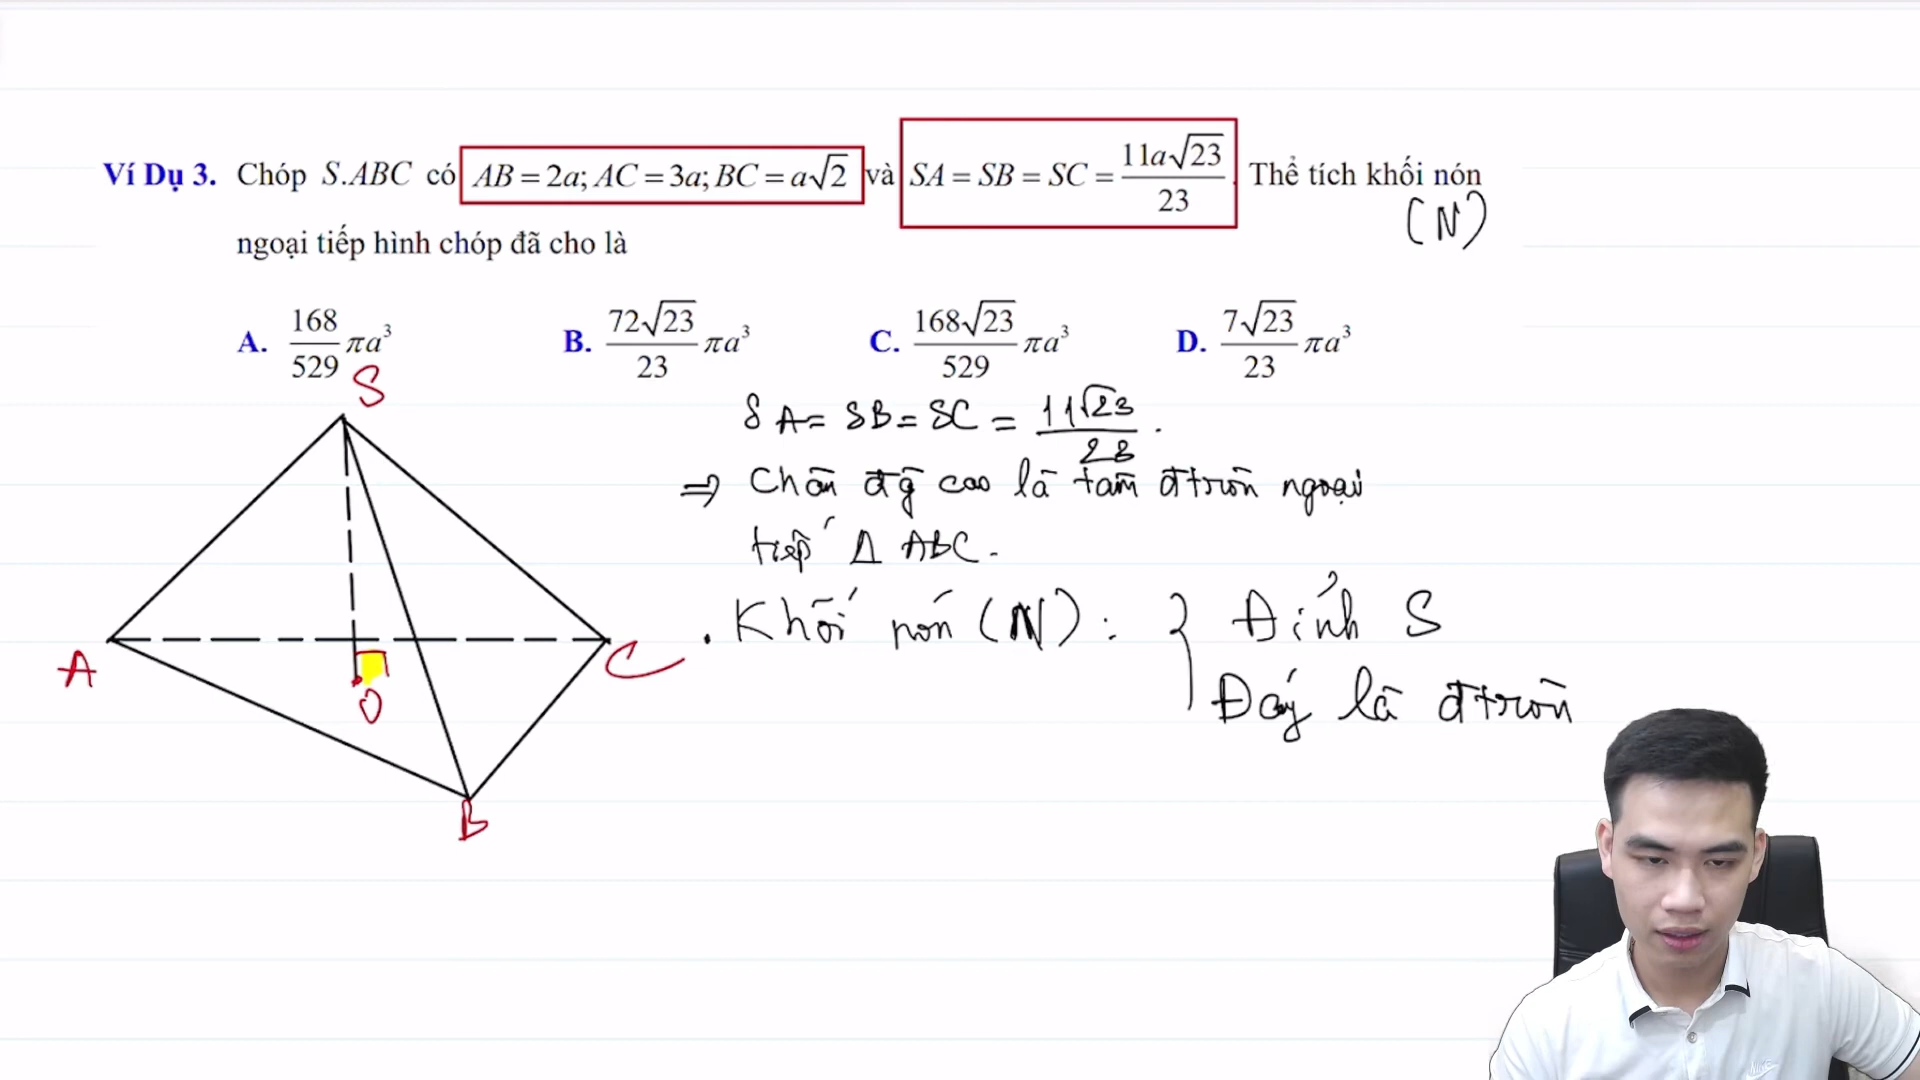 Ví Dụ 3. Chóp S.ABC có AB = 2a; AC = 3a; BC = a√2 và SA = SB = SC = 11a√23/23. Thể tích khối nón
(N)
ngoại tiếp hình chóp đã cho là
A. 168/529 πa³ B. 72√23/23 πa³ C. 168√23/529 πa³ D. 7√23/23 πa³
S
SA = SB = SC = 11√23/23.
⇒ Chân đg cao là tâm đtròn ngoại
tiếp Δ ABC.
. Khối nón (N): { Đỉnh S
A O C
Đáy là đtròn
B